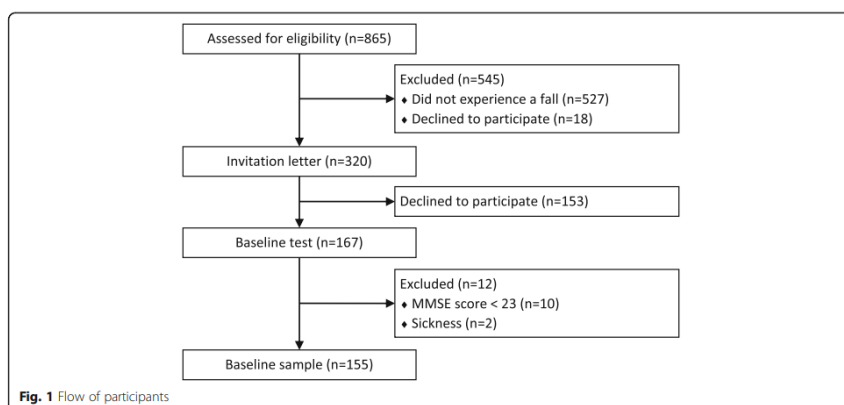 Assessed for eligibility (n=865)
Excluded (n=545)
♦ Did not experience a fall (n=527)
♦ Declined to participate (n=18)
Invitation letter (n=320)
Declined to participate (n=153)
Baseline test (n=167)
Excluded (n=12)
♦ MMSE score < 23 (n=10)
♦ Sickness (n=2)
Baseline sample (n=155)
Fig. 1 Flow of participants